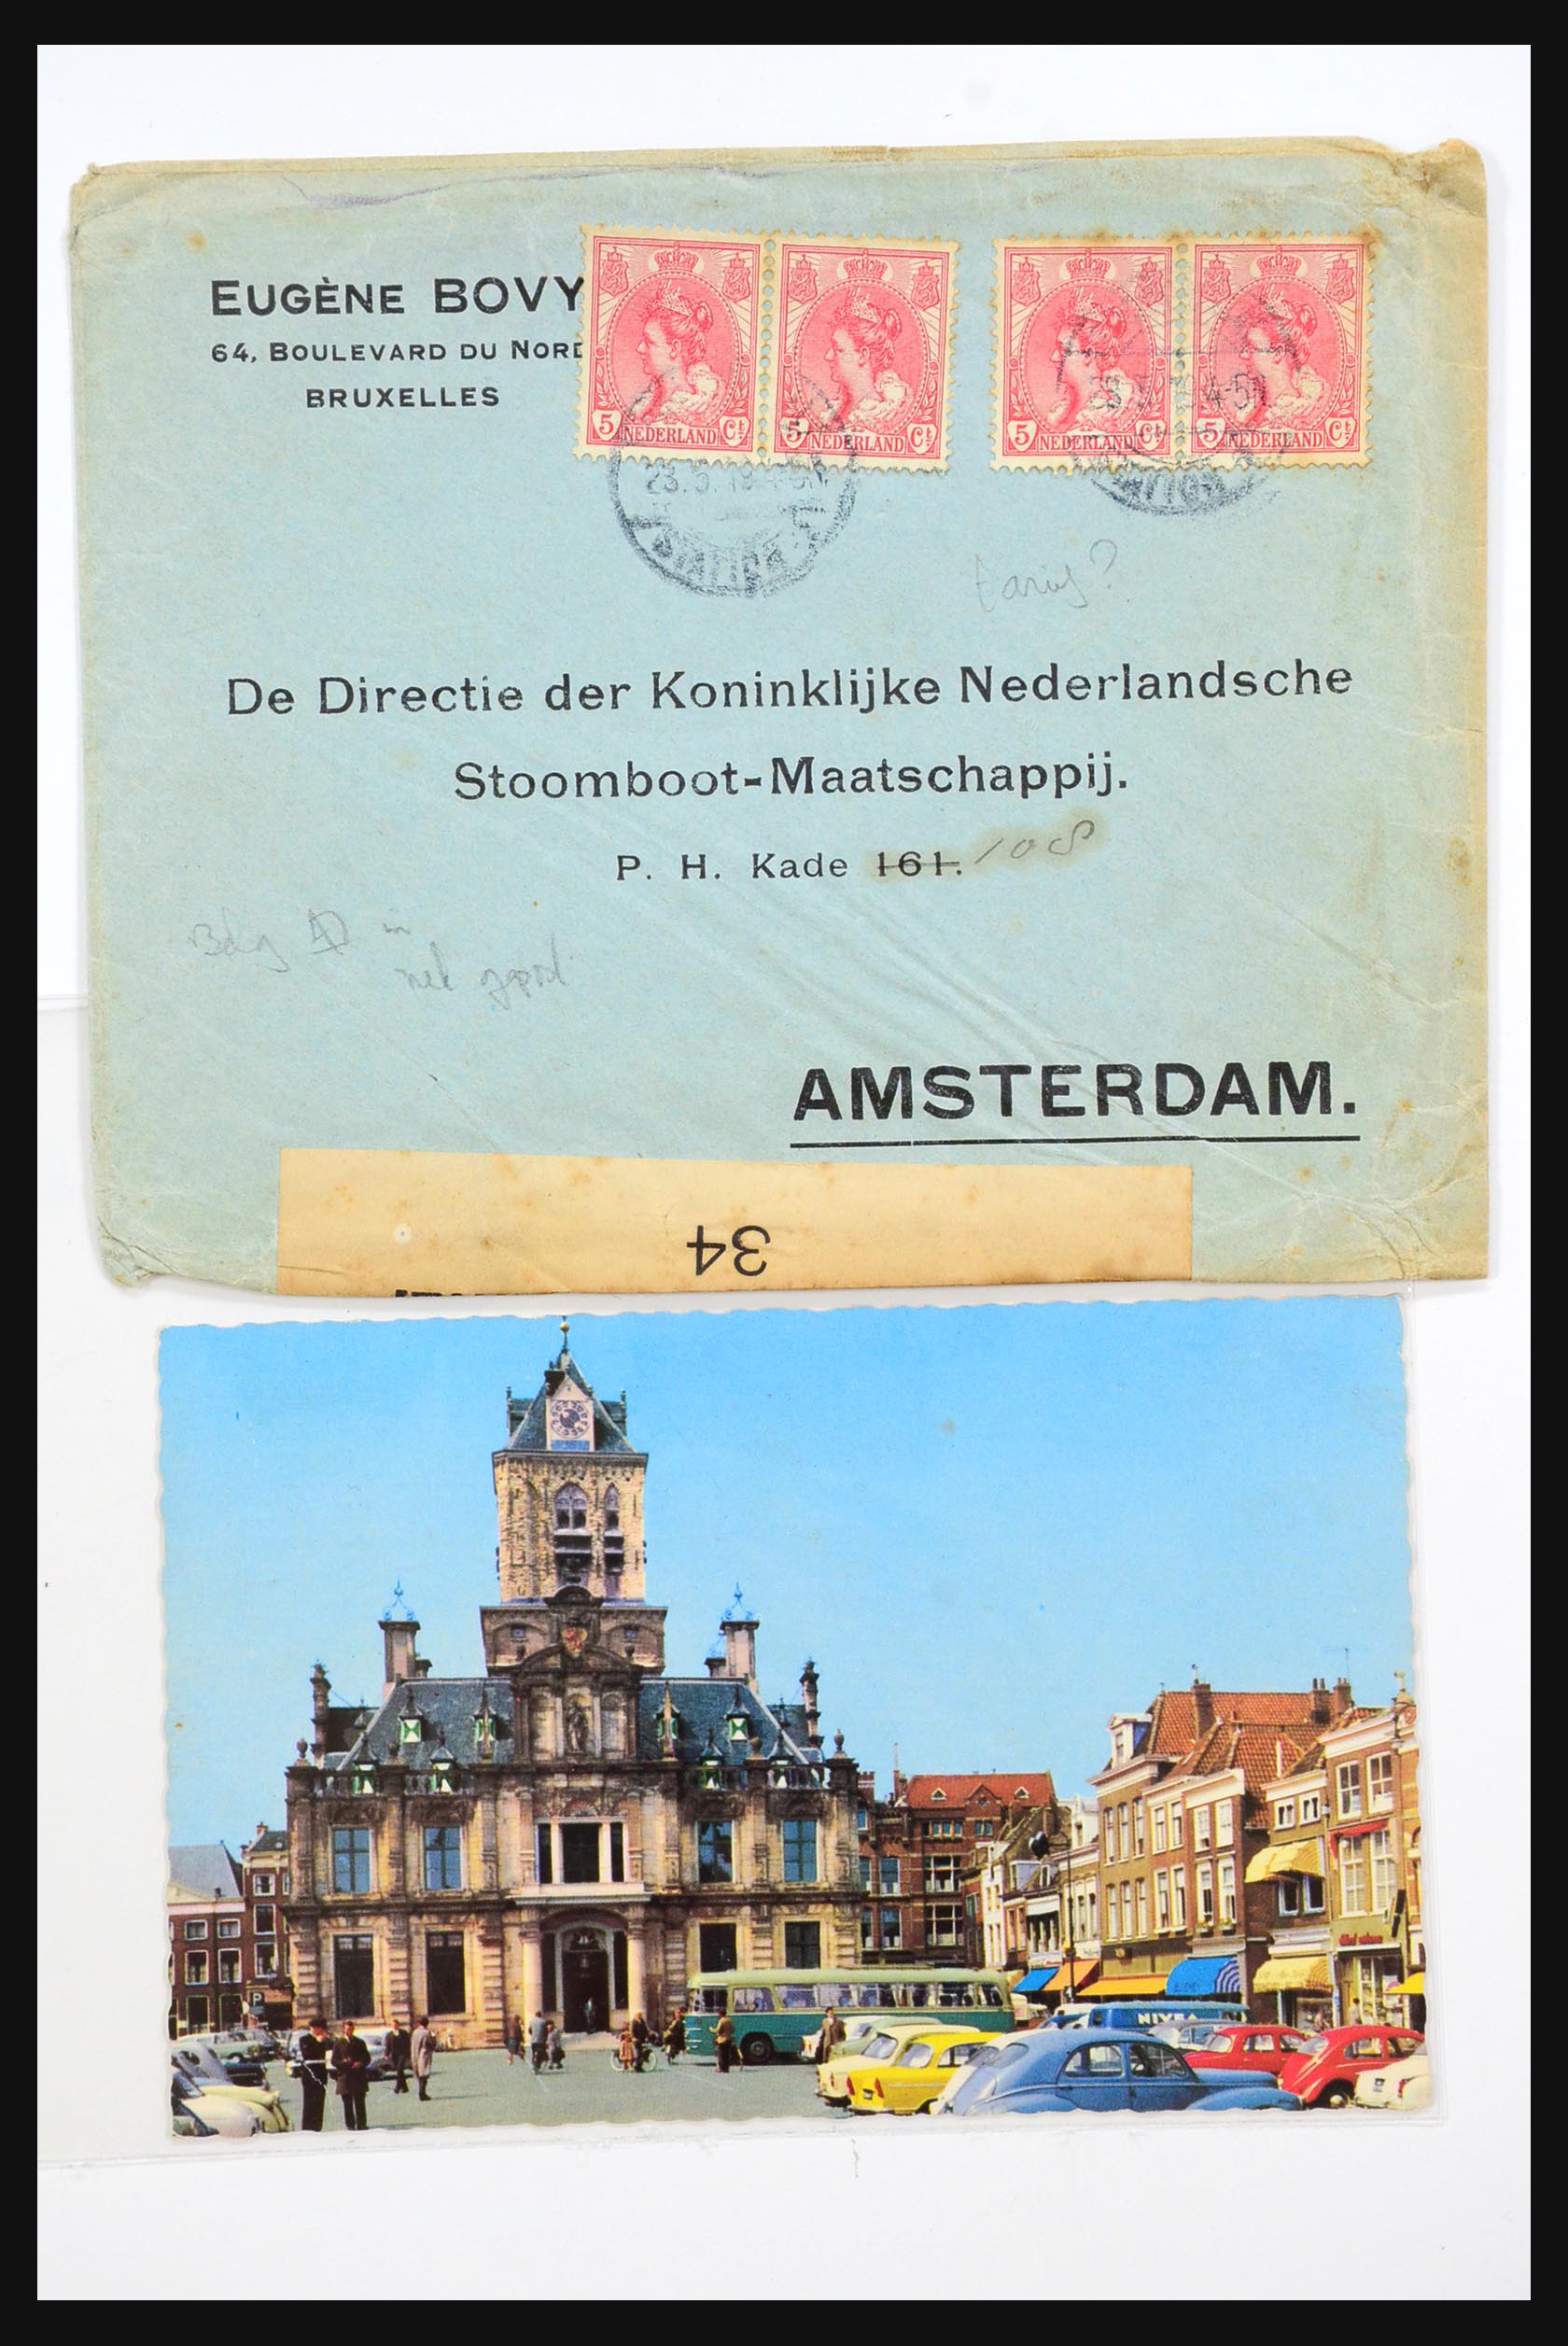 EUGÈNE BOVY
64, BOULEVARD DU NORD
BRUXELLES
5 NEDERLAND Ct
5 NEDERLAND Ct
5 NEDERLAND Ct
5 NEDERLAND Ct
De Directie der Koninklijke Nederlandsche
Stoomboot-Maatschappij.
P. H. Kade 161. 108
AMSTERDAM.
34
P
NIVEA